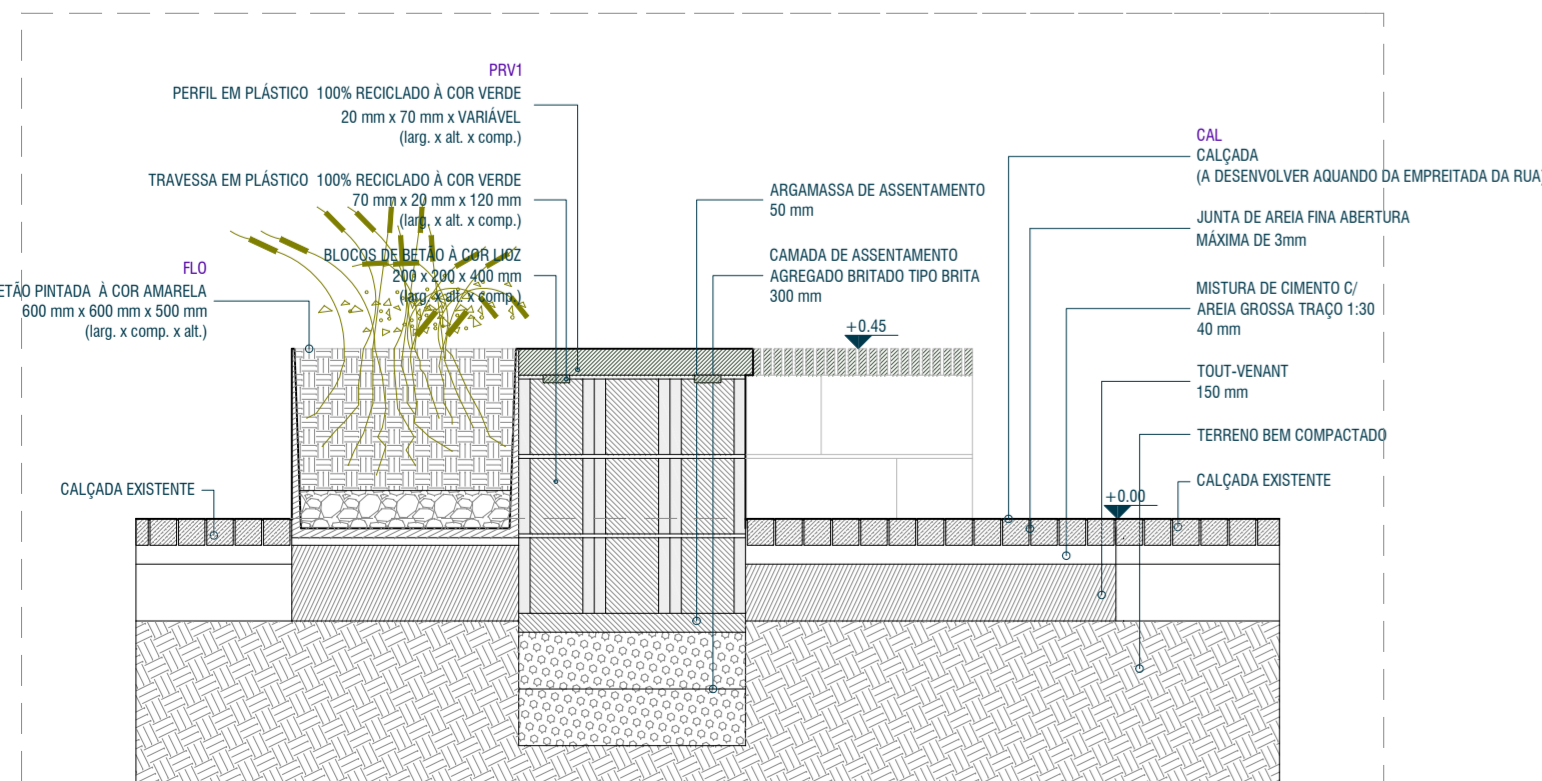 PRV1
PERFIL EM PLÁSTICO 100% RECICLADO À COR VERDE
20 mm x 70 mm x VARIÁVEL
(larg. x alt. x comp.)
TRAVESSA EM PLÁSTICO 100% RECICLADO À COR VERDE
70 mm x 20 mm x 120 mm
(larg. x alt. x comp.)
BLOCOS DE BETÃO À COR LIOZ
200 x 200 x 400 mm
(larg. x alt. x comp.)
FLO
ETÃO PINTADA À COR AMARELA
600 mm x 600 mm x 500 mm
(larg. x comp. x alt.)
CALÇADA EXISTENTE
ARGAMASSA DE ASSENTAMENTO
50 mm
CAMADA DE ASSENTAMENTO
AGREGADO BRITADO TIPO BRITA
300 mm
+0.45
CAL
CALÇADA
(A DESENVOLVER AQUANDO DA EMPREITADA DA RUA)
JUNTA DE AREIA FINA ABERTURA
MÁXIMA DE 3mm
MISTURA DE CIMENTO C/
AREIA GROSSA TRAÇO 1:30
40 mm
TOUT-VENANT
150 mm
TERRENO BEM COMPACTADO
CALÇADA EXISTENTE
+0.00